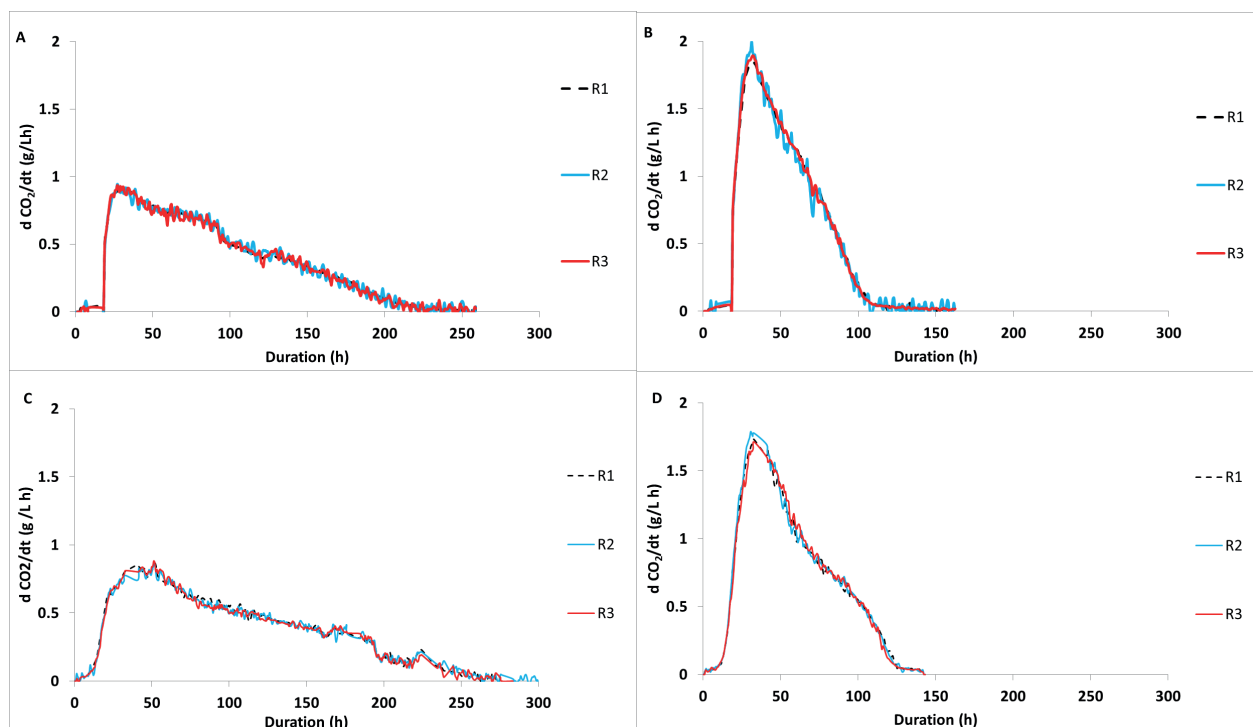 A
d CO₂/dt (g/Lh)
2
1.5
1
0.5
0
0 50 100 150 200 250 300
Duration (h)
R1
R2
R3
B
d CO₂/dt (g/L h)
2
1.5
1
0.5
0
0 50 100 150 200 250 300
Duration (h)
R1
R2
R3
C
d CO2/dt (g /L h)
2
1.5
1
0.5
0
0 50 100 150 200 250 300
Duration (h)
R1
R2
R3
D
d CO₂/dt (g/L h)
2
1.5
1
0.5
0
0 50 100 150 200 250 300
Duration (h)
R1
R2
R3